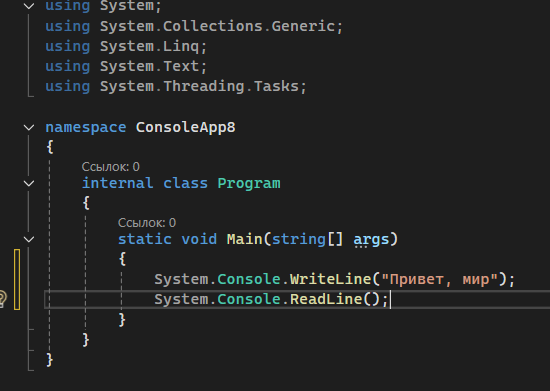 using System;
using System.Collections.Generic;
using System.Linq;
using System.Text;
using System.Threading.Tasks;
namespace ConsoleApp8
{
Ссылок: 0
internal class Program
{
Ссылок: 0
static void Main(string[] args)
{
System.Console.WriteLine("Привет, мир");
System.Console.ReadLine();
}
}
}